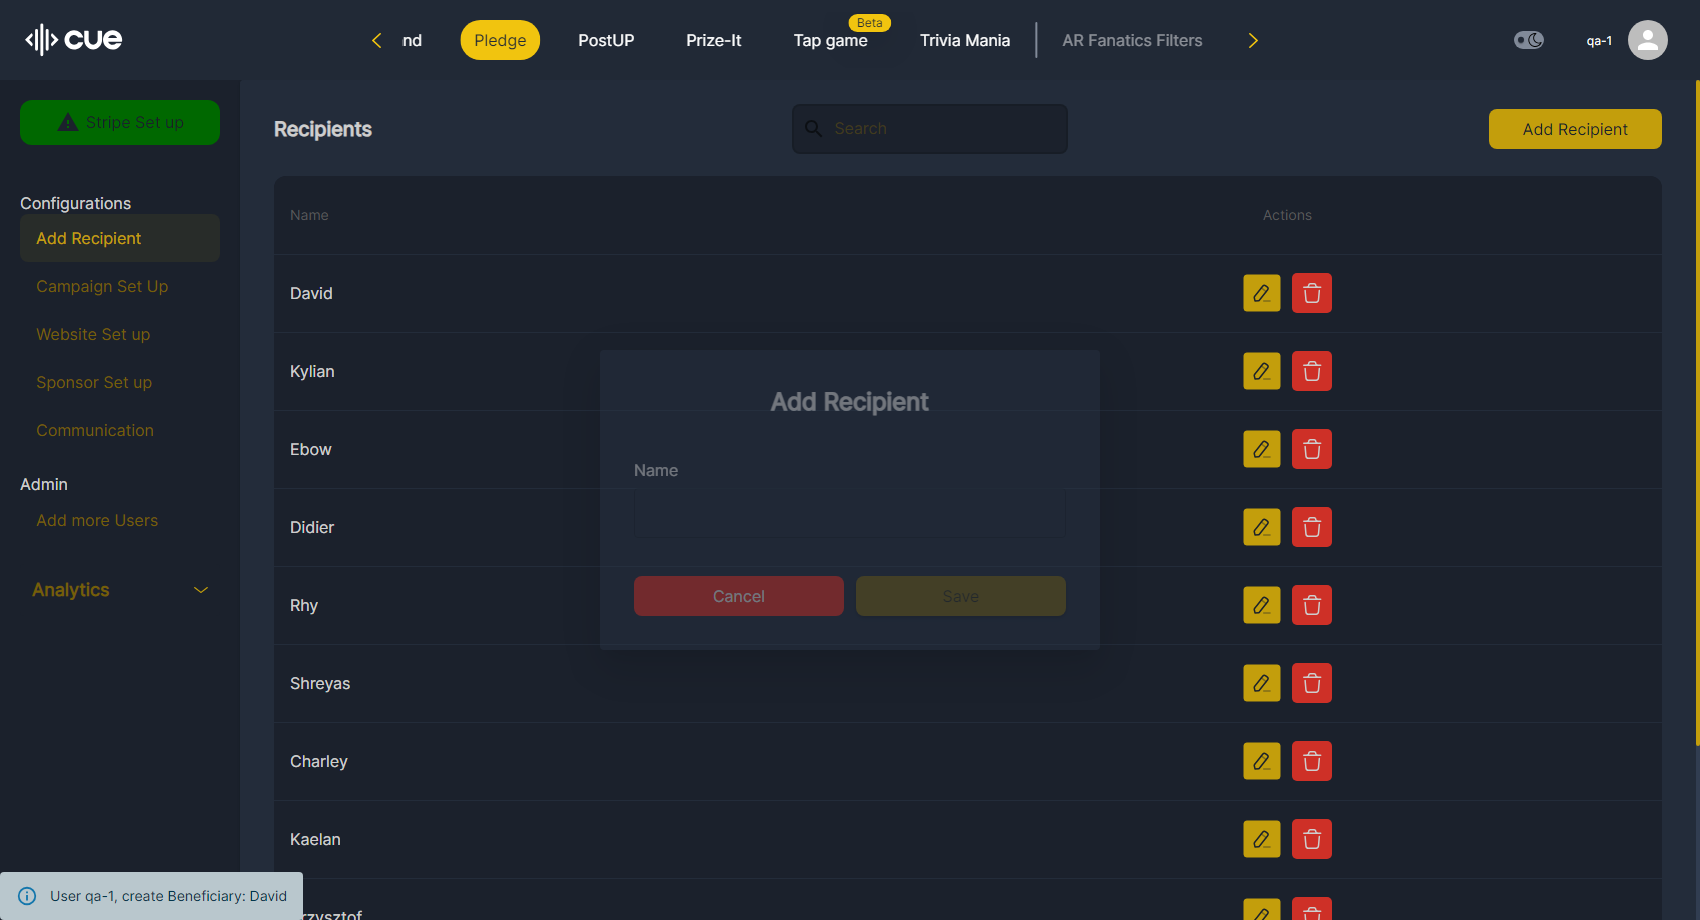 cue
nd
Pledge
PostUP
Prize-It
Beta
Tap game
Trivia Mania
AR Fanatics Filters
qa-1
Stripe Set up
Recipients
Search
Add Recipient
Configurations
Add Recipient
Campaign Set Up
Website Set up
Sponsor Set up
Communication
Admin
Add more Users
Analytics
Name
Actions
David
Kylian
Ebow
Didier
Rhy
Shreyas
Charley
Kaelan
rzysztof
Add Recipient
Name
Cancel
Save
User qa-1, create Beneficiary: David